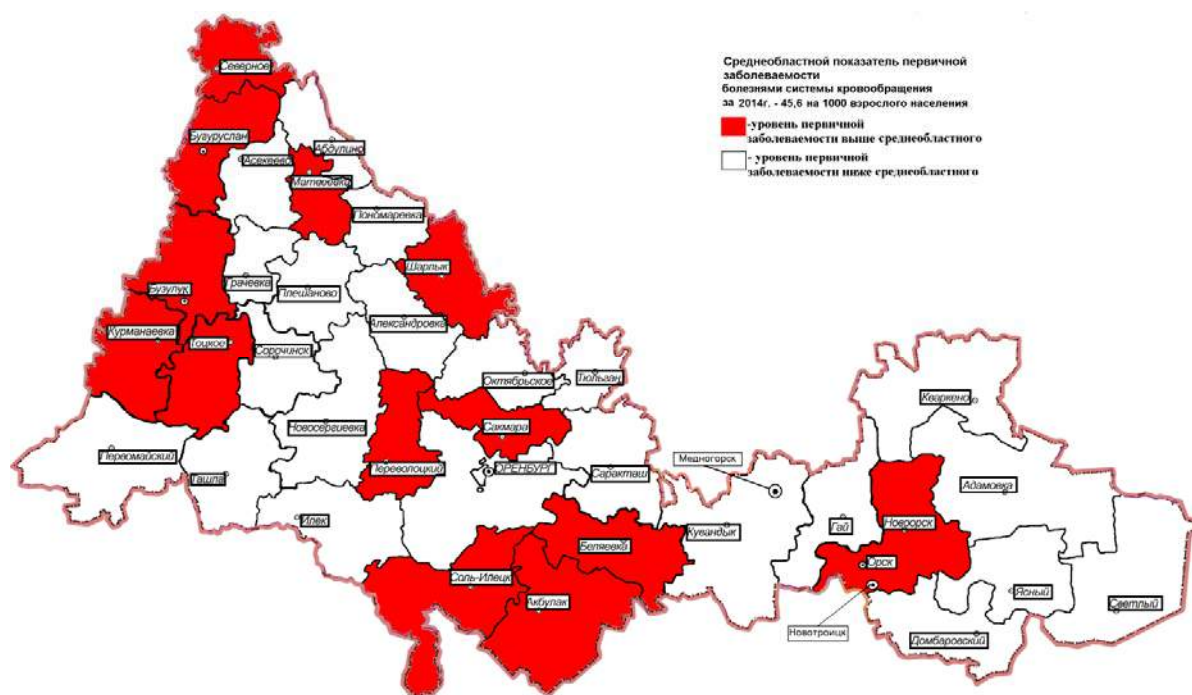 Среднеобластной показатель первичной
заболеваемости
болезнями системы кровообращения
за 2014г. - 45,6 на 1000 взрослого населения
-уровень первичной
заболеваемости выше среднеобластного
- уровень первичной
заболеваемости ниже среднеобластного
Северное
Бугуруслан
Абдулино
Асекеево
Матвеевка
Пономаревка
Шарлык
Грачевка
Плешаново
Бузулук
Александровка
Курманаевка
Тоцкое
Сорочинск
Октябрьское
Тюльган
Кваркено
Новосергиевка
Сакмара
Первомайский
Переволоцкий
ОРЕНБУРГ
Саракташ
Медногорск
Ташла
Адамовка
Илек
Гай
Новоорск
Кувандык
Беляевка
Орск
Соль-Илецк
Акбулак
Ясный
Светлый
Новотроицк
Домбаровский